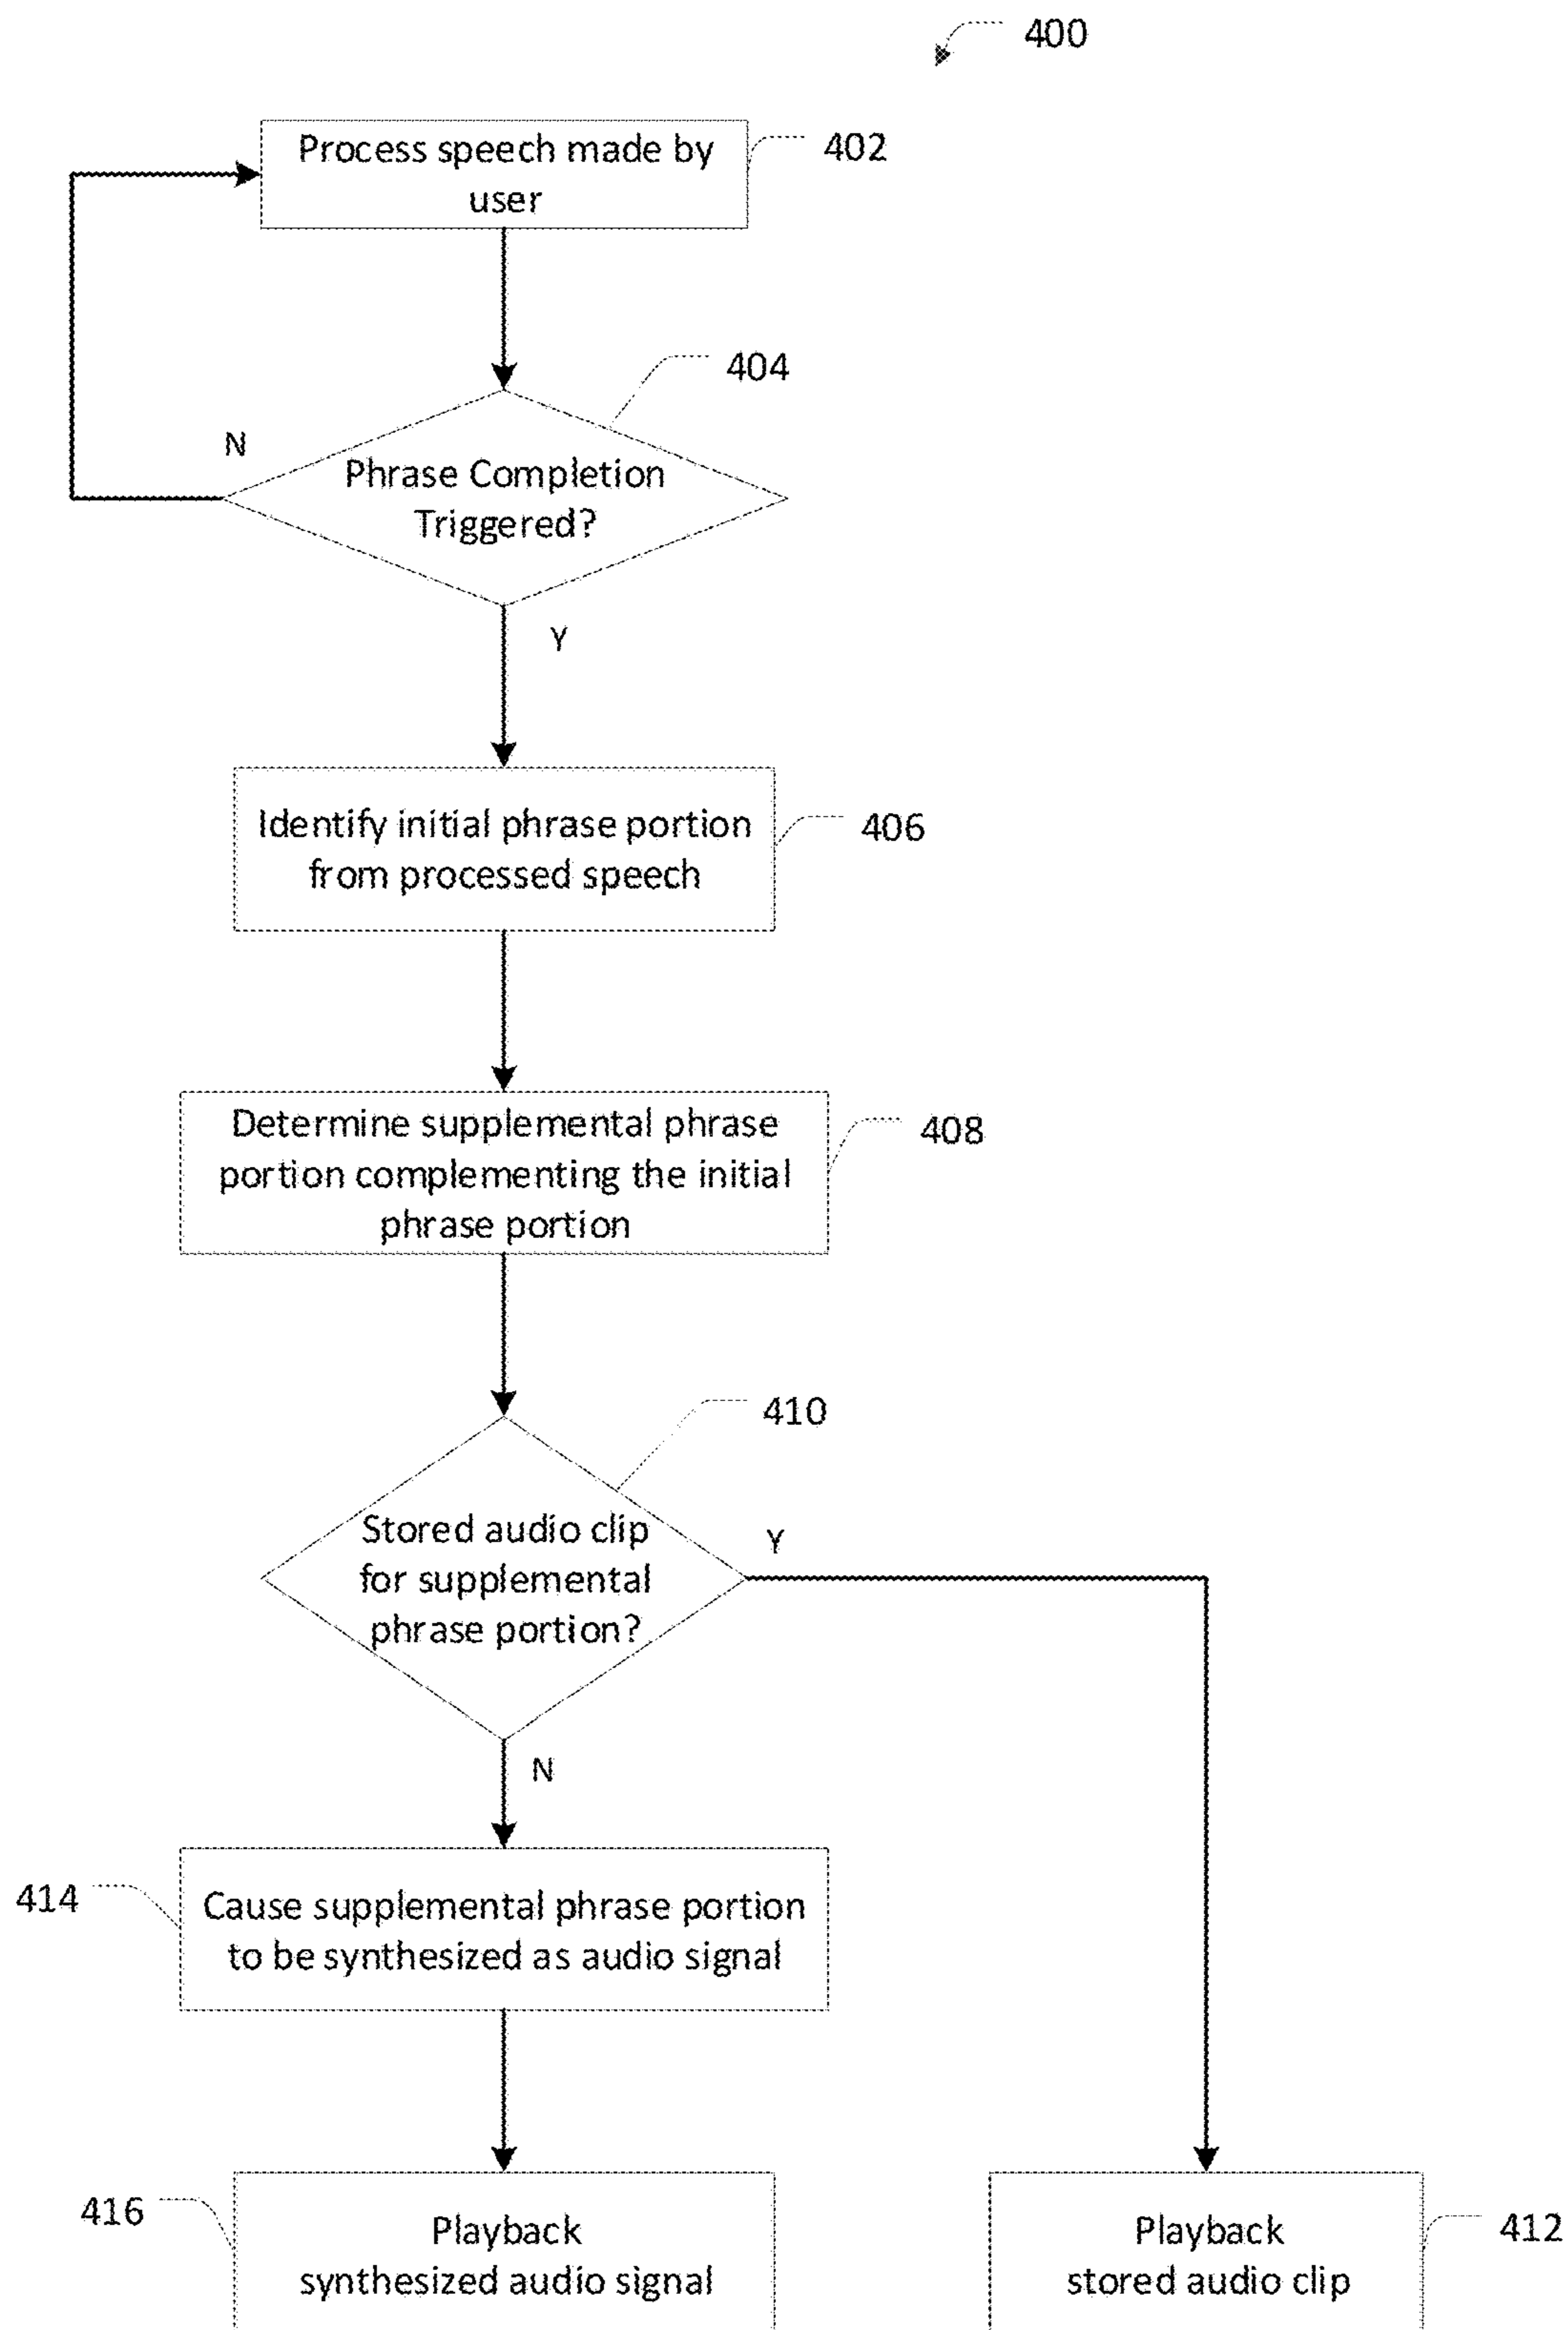 400
Process speech made by
user
402
404
N
Phrase Completion
Triggered?
Y
Identify initial phrase portion
from processed speech
406
Determine supplemental phrase
portion complementing the initial
phrase portion
408
410
Stored audio clip
for supplemental
phrase portion?
Y
N
414
Cause supplemental phrase portion
to be synthesized as audio signal
416
Playback
synthesized audio signal
Playback
stored audio clip
412